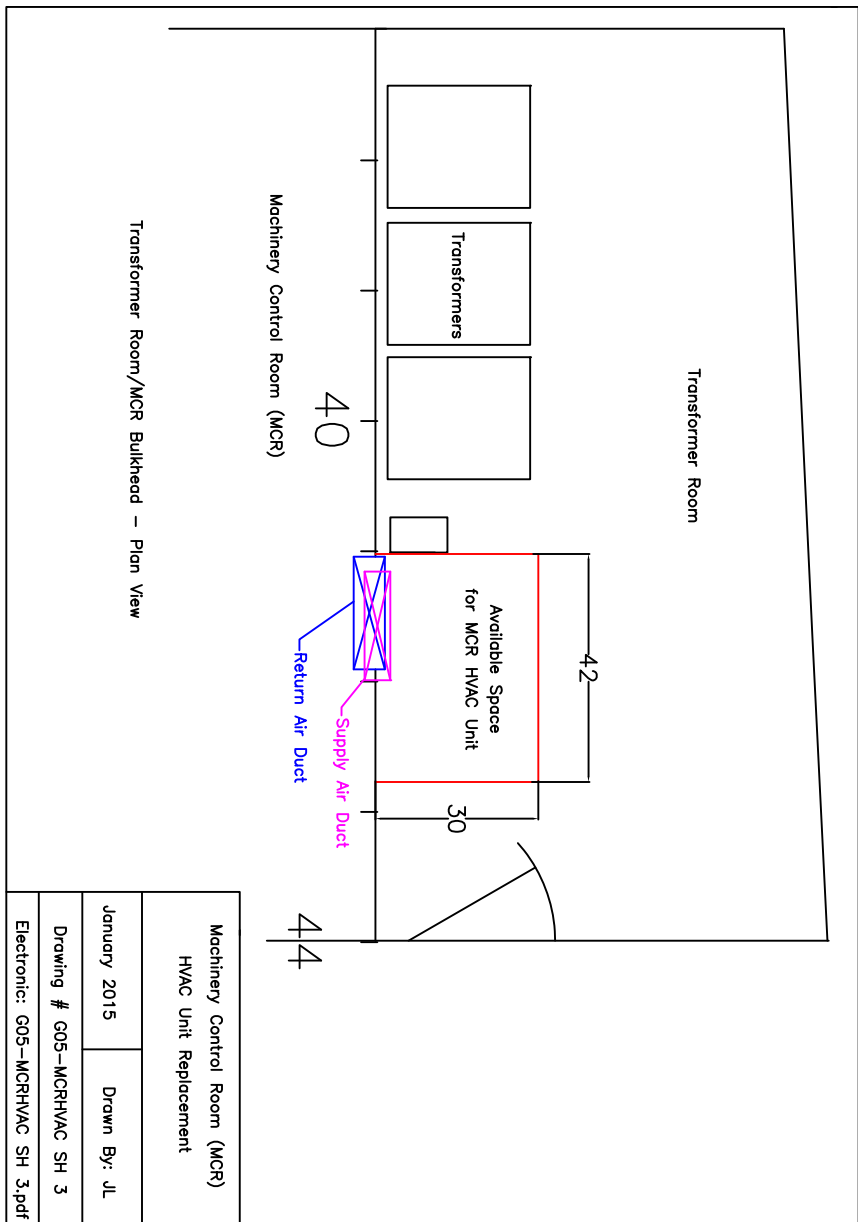 Transformer Room
42
Available Space
for MCR HVAC Unit
30
Transformers
Supply Air Duct
Return Air Duct
40
44
Machinery Control Room (MCR)
Transformer Room/MCR Bulkhead – Plan View
Machinery Control Room (MCR)
HVAC Unit Replacement
January 2015
Drawn By: JL
Drawing # G05–MCRHVAC SH 3
Electronic: G05–MCRHVAC SH 3.pdf